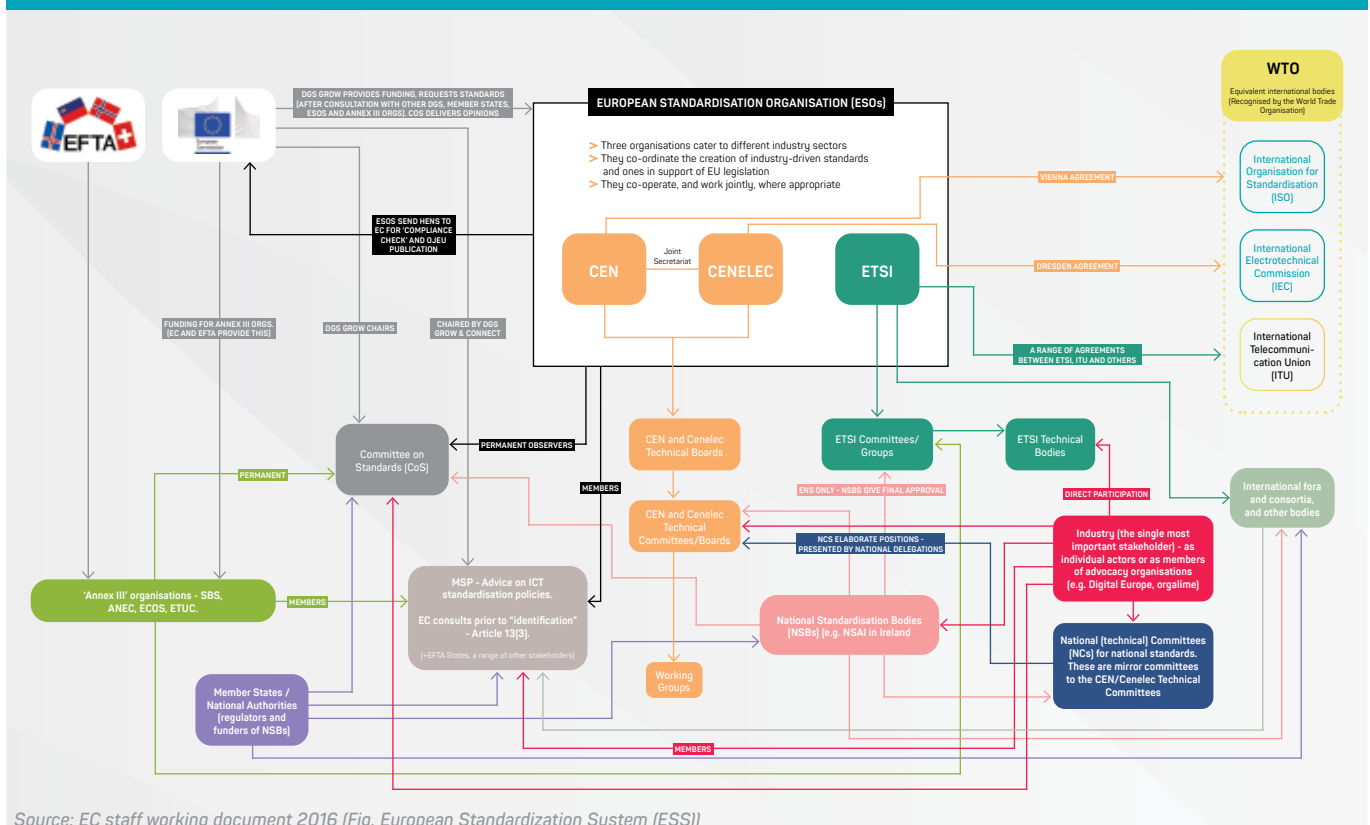 WTO
Equivalent international bodies
(Recognised by the World Trade
Organisation)
International
Organisation for
Standardisation
(ISO)
International
Electrotechnical
Commission
(IEC)
International
Telecommuni-
cation Union
(ITU)
EFTA
European
Commission
DGS GROW PROVIDES FUNDING, REQUESTS STANDARDS
(AFTER CONSULTATION WITH OTHER DGS, MEMBER STATES,
ESOS AND ANNEX III ORGS). COS DELIVERS OPINIONS
EUROPEAN STANDARDISATION ORGANISATION (ESOs)
> Three organisations cater to different industry sectors
> They co-ordinate the creation of industry-driven standards
and ones in support of EU legislation
> They co-operate, and work jointly, where appropriate
VIENNA AGREEMENT
ESOS SEND HENS TO
EC FOR 'COMPLIANCE
CHECK' AND OJEU
PUBLICATION
CEN
Joint
Secretariat
CENELEC
ETSI
DRESDEN AGREEMENT
FUNDING FOR ANNEX III ORGS.
(EC AND EFTA PROVIDE THIS)
DGS GROW CHAIRS
CHAIRED BY DGS
GROW & CONNECT
A RANGE OF AGREEMENTS
BETWEEN ETSI, ITU AND OTHERS
Committee on
Standards (CoS)
PERMANENT OBSERVERS
CEN and Cenelec
Technical Boards
ETSI Committees/
Groups
ETSI Technical
Bodies
PERMANENT
MEMBERS
ENS ONLY - NSBS GIVE FINAL APPROVAL
DIRECT PARTICIPATION
International fora
and consortia,
and other bodies
CEN and Cenelec
Technical
Committees/Boards
NCS ELABORATE POSITIONS -
PRESENTED BY NATIONAL DELEGATIONS
Industry (the single most
important stakeholder) - as
individual actors or as members
of advocacy organisations
(e.g. Digital Europe, orgalime)
'Annex III' organisations - SBS,
ANEC, ECOS, ETUC.
MEMBERS
MSP - Advice on ICT
standardisation policies.
EC consults prior to "identification"
- Article 13(3).
(+EFTA States, a range of other stakeholders)
National Standardisation Bodies
(NSBs) (e.g. NSAI in Ireland
National (technical) Committees
(NCs) for national standards.
These are mirror committees
to the CEN/Cenelec Technical
Committees
Working
Groups
Member States /
National Authorities
(regulators and
funders of NSBs)
MEMBERS
Source: EC staff working document 2016 (Fig. European Standardization System (ESS))